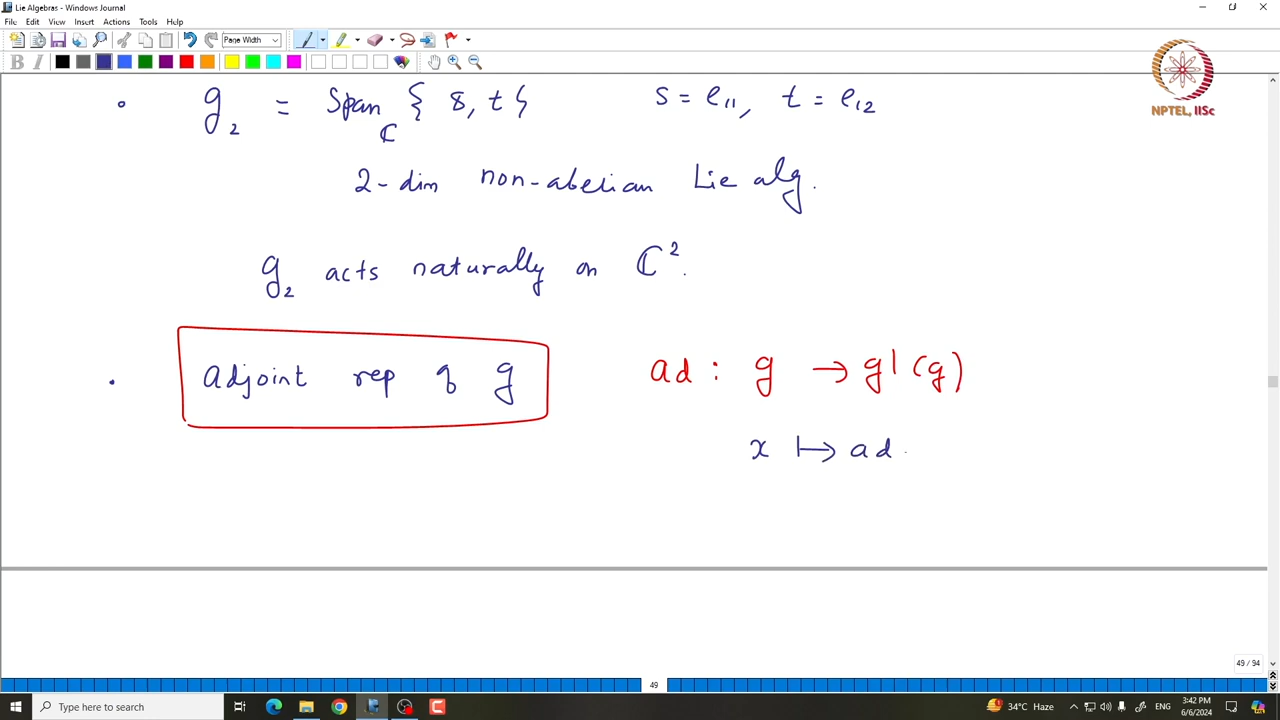 Lie Algebras - Windows Journal
File Edit View Insert Actions Tools Help
Page Width
B i
NPTEL, IISc
• g₂ = Span_ℂ { s, t } s = e₁₁, t = e₁₂
2-dim non-abelian Lie alg.
g₂ acts naturally on ℂ².
• Adjoint rep of g ad : g → gl(g)
x ↦ ad
49 / 94
49
Type here to search
34°C Haze
3:42 PM
6/6/2024